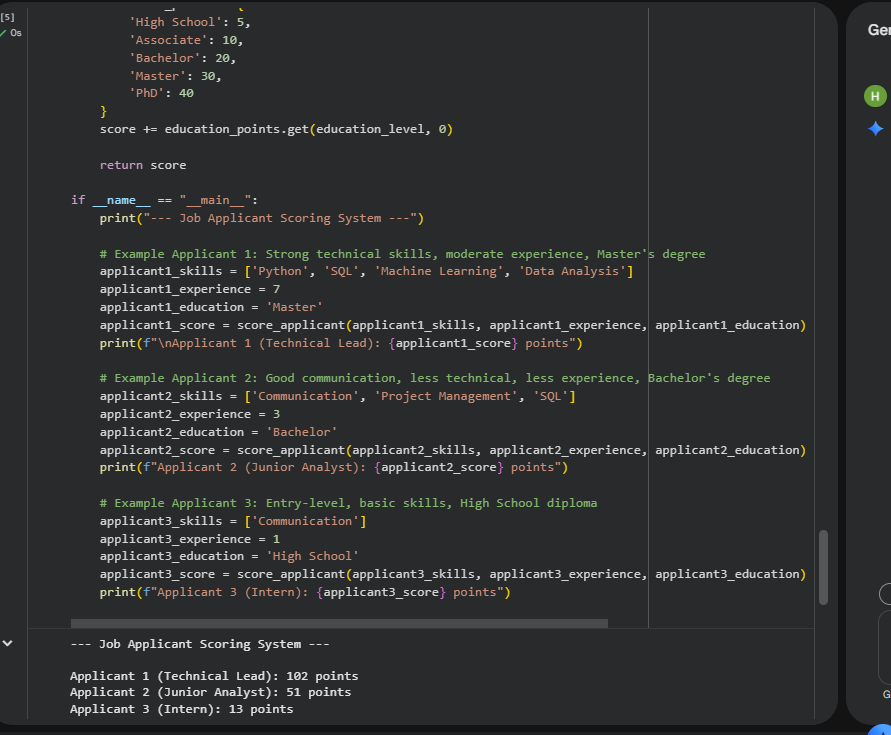 [5]
0s
'High School': 5,
'Associate': 10,
'Bachelor': 20,
'Master': 30,
'PhD': 40
}
score += education_points.get(education_level, 0)
return score
if __name__ == "__main__":
print("--- Job Applicant Scoring System ---")
# Example Applicant 1: Strong technical skills, moderate experience, Master's degree
applicant1_skills = ['Python', 'SQL', 'Machine Learning', 'Data Analysis']
applicant1_experience = 7
applicant1_education = 'Master'
applicant1_score = score_applicant(applicant1_skills, applicant1_experience, applicant1_education)
print(f"\nApplicant 1 (Technical Lead): {applicant1_score} points")
# Example Applicant 2: Good communication, less technical, less experience, Bachelor's degree
applicant2_skills = ['Communication', 'Project Management', 'SQL']
applicant2_experience = 3
applicant2_education = 'Bachelor'
applicant2_score = score_applicant(applicant2_skills, applicant2_experience, applicant2_education)
print(f"Applicant 2 (Junior Analyst): {applicant2_score} points")
# Example Applicant 3: Entry-level, basic skills, High School diploma
applicant3_skills = ['Communication']
applicant3_experience = 1
applicant3_education = 'High School'
applicant3_score = score_applicant(applicant3_skills, applicant3_experience, applicant3_education)
print(f"Applicant 3 (Intern): {applicant3_score} points")
--- Job Applicant Scoring System ---
Applicant 1 (Technical Lead): 102 points
Applicant 2 (Junior Analyst): 51 points
Applicant 3 (Intern): 13 points
H